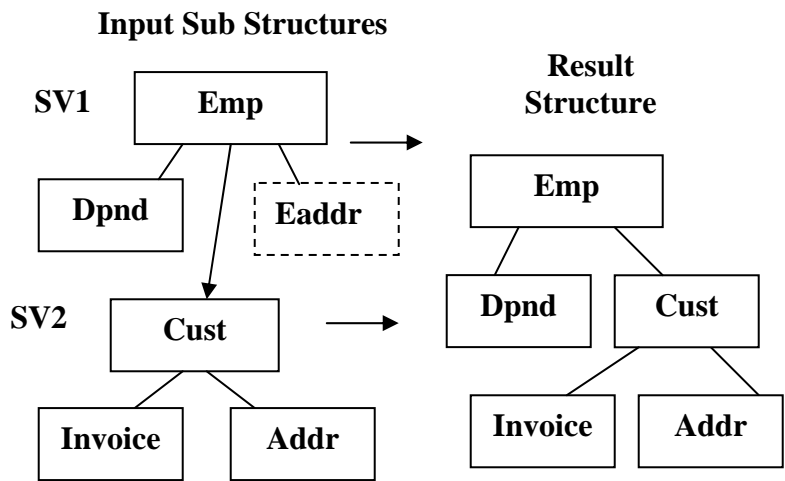 Input Sub Structures
Result
Structure
SV1
Emp
Dpnd
Eaddr
SV2
Cust
Invoice
Addr
Emp
Dpnd
Cust
Invoice
Addr